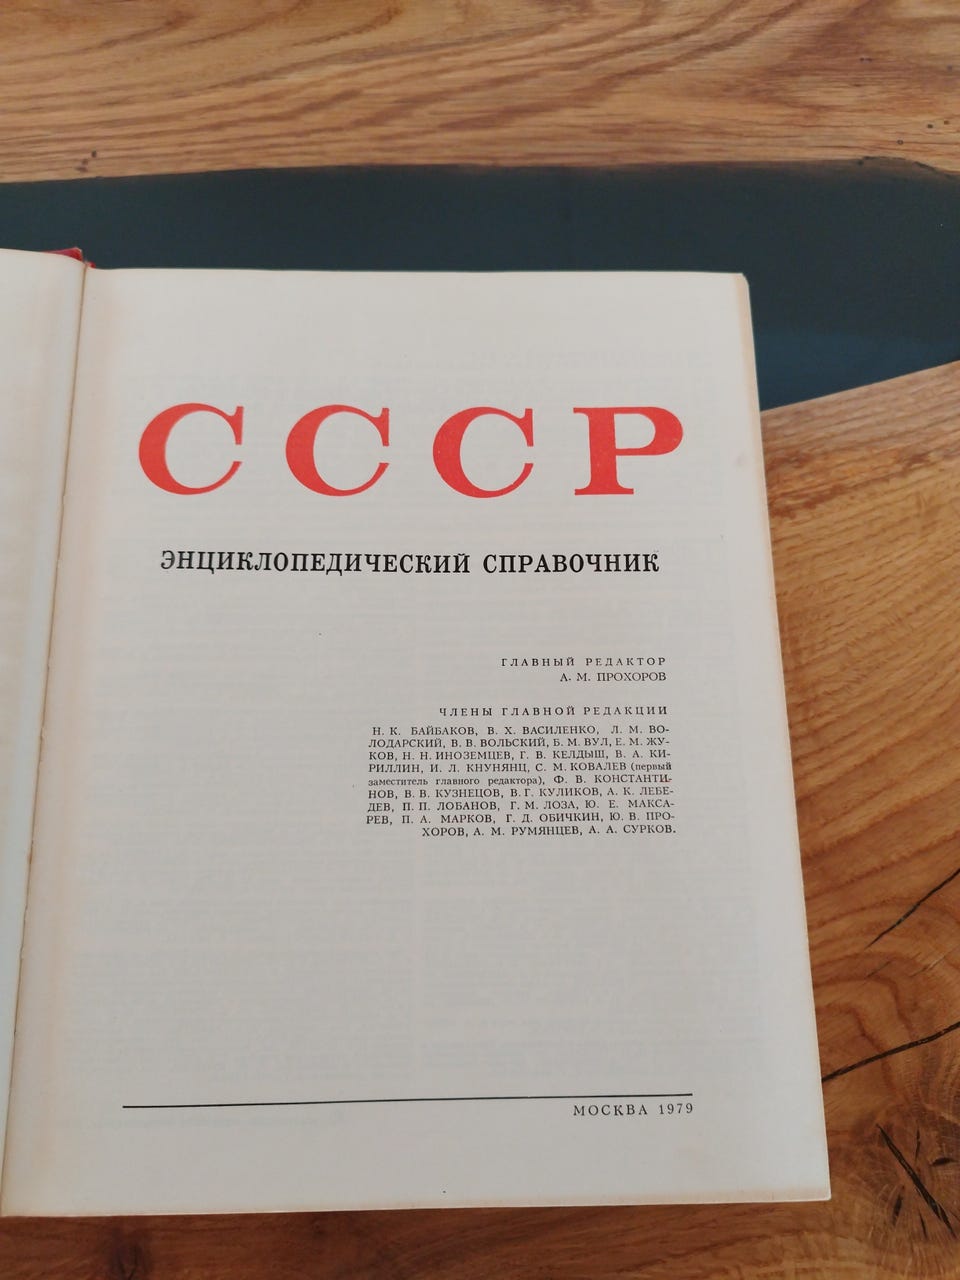 СССР
ЭНЦИКЛОПЕДИЧЕСКИЙ СПРАВОЧНИК
ГЛАВНЫЙ РЕДАКТОР
А. М. ПРОХОРОВ
ЧЛЕНЫ ГЛАВНОЙ РЕДАКЦИИ
Н. К. БАЙБАКОВ, В. Х. ВАСИЛЕНКО, Л. М. ВО-
ЛОДАРСКИЙ, В. В. ВОЛЬСКИЙ, Б. М. ВУЛ, Е. М. ЖУ-
КОВ, Н. Н. ИНОЗЕМЦЕВ, Г. В. КЕЛДЫШ, В. А. КИ-
РИЛЛИН, И. Л. КНУНЯНЦ, С. М. КОВАЛЕВ (первый
заместитель главного редактора), Ф. В. КОНСТАНТИ-
НОВ, В. В. КУЗНЕЦОВ, В. Г. КУЛИКОВ, А. К. ЛЕБЕ-
ДЕВ, П. П. ЛОБАНОВ, Г. М. ЛОЗА, Ю. Е. МАКСА-
РЕВ, П. А. МАРКОВ, Г. Д. ОБИЧКИН, Ю. В. ПРО-
ХОРОВ, А. М. РУМЯНЦЕВ, А. А. СУРКОВ.
МОСКВА 1979